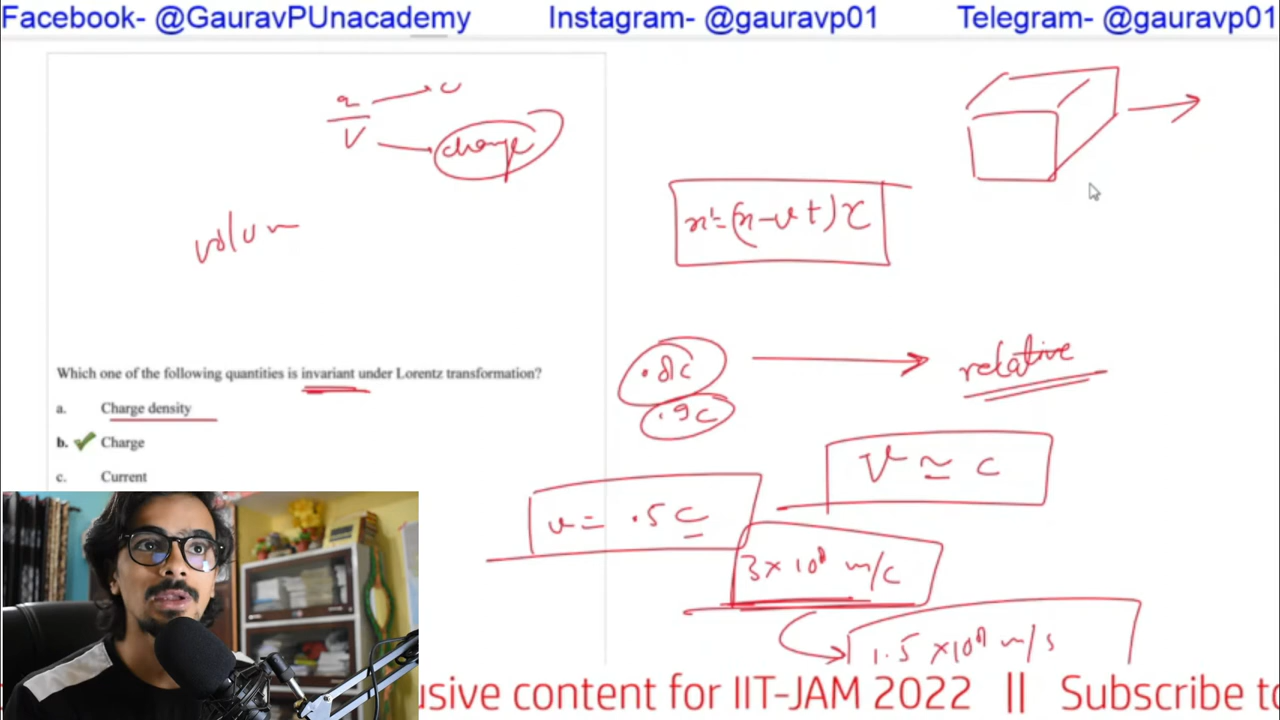 Facebook- @GauravPUnacademy Instagram- @gauravp01 Telegram- @gauravp01
q
V
change
volum
x'=(x-vt)γ
Which one of the following quantities is invariant under Lorentz transformation?
a. Charge density
b. Charge
c. Current
.8c
.9c
relative
V ≃ c
v = .5c
3×10⁸ m/c
1.5×10⁸ m/s
usive content for IIT-JAM 2022 || Subscribe to